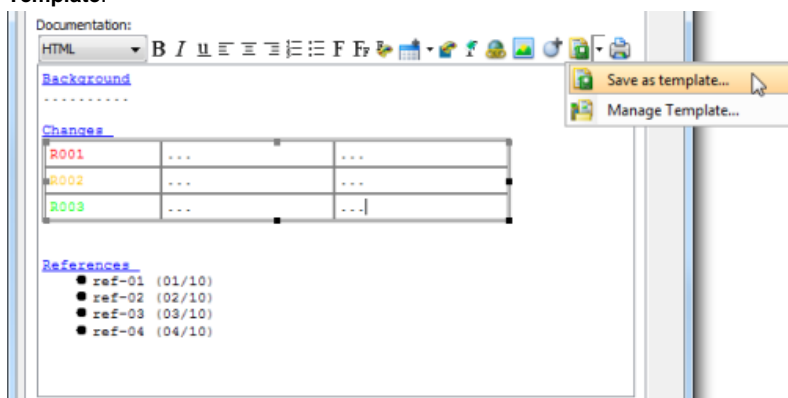 Template.
Documentation:
HTML B I u F FF
Background
----------
Save as template...
Manage Template...
Changes
R001 ... ...
R002 ... ...
R003 ... ...
References
ref-01 (01/10)
ref-02 (02/10)
ref-03 (03/10)
ref-04 (04/10)